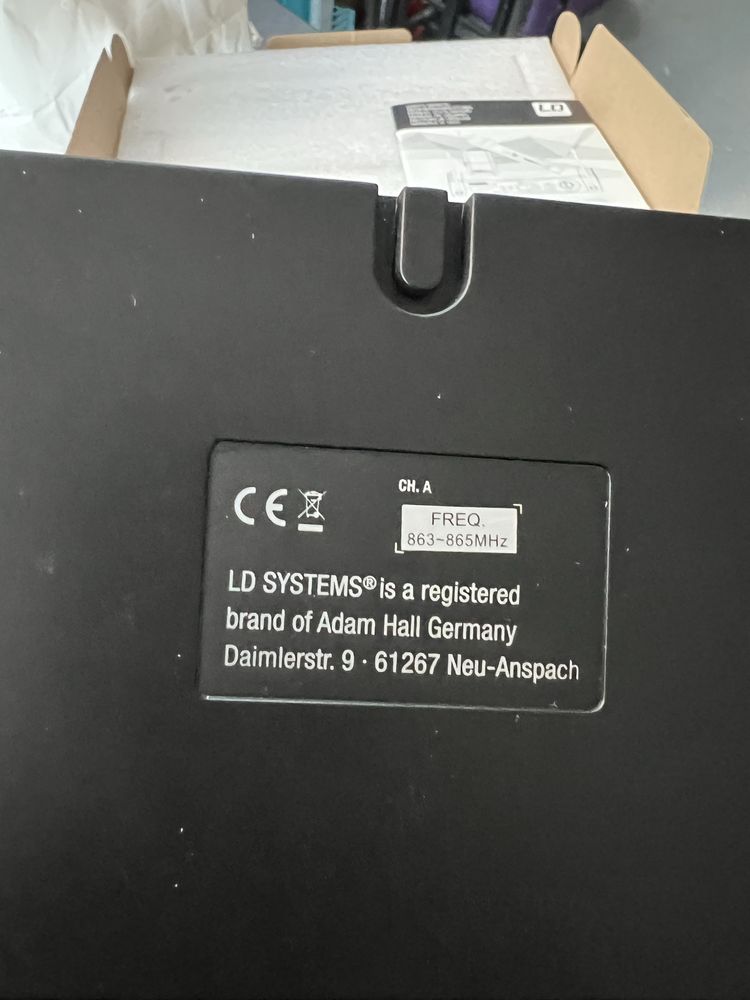 LD
CH. A
CE
FREQ.
863~865MHz
LD SYSTEMS® is a registered
brand of Adam Hall Germany
Daimlerstr. 9 · 61267 Neu-Anspach